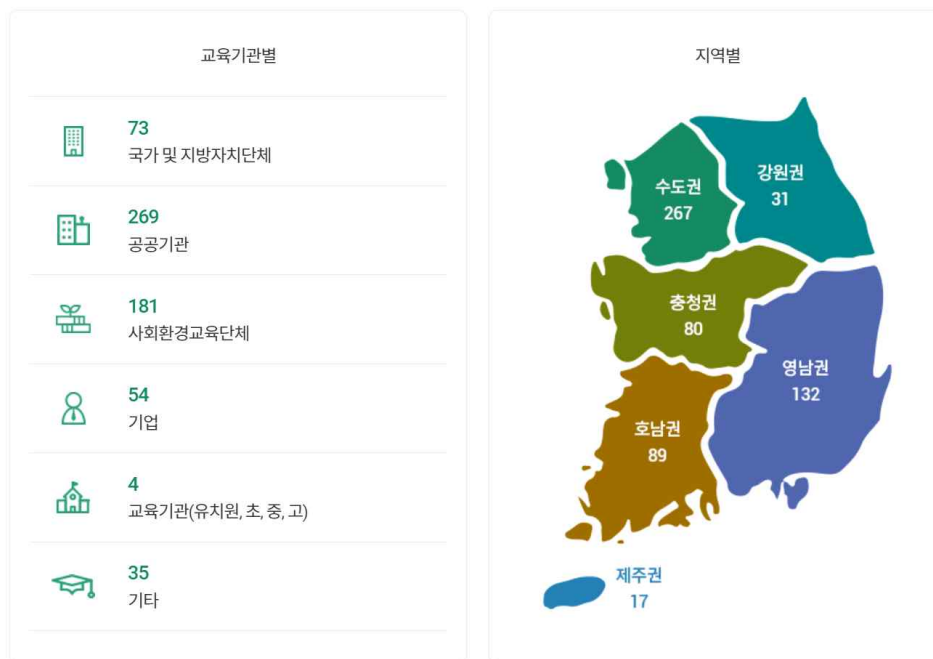 교육기관별
73
국가 및 지방자치단체
269
공공기관
181
사회환경교육단체
54
기업
4
교육기관(유치원, 초, 중, 고)
35
기타
지역별
강원권
31
수도권
267
충청권
80
영남권
132
호남권
89
제주권
17